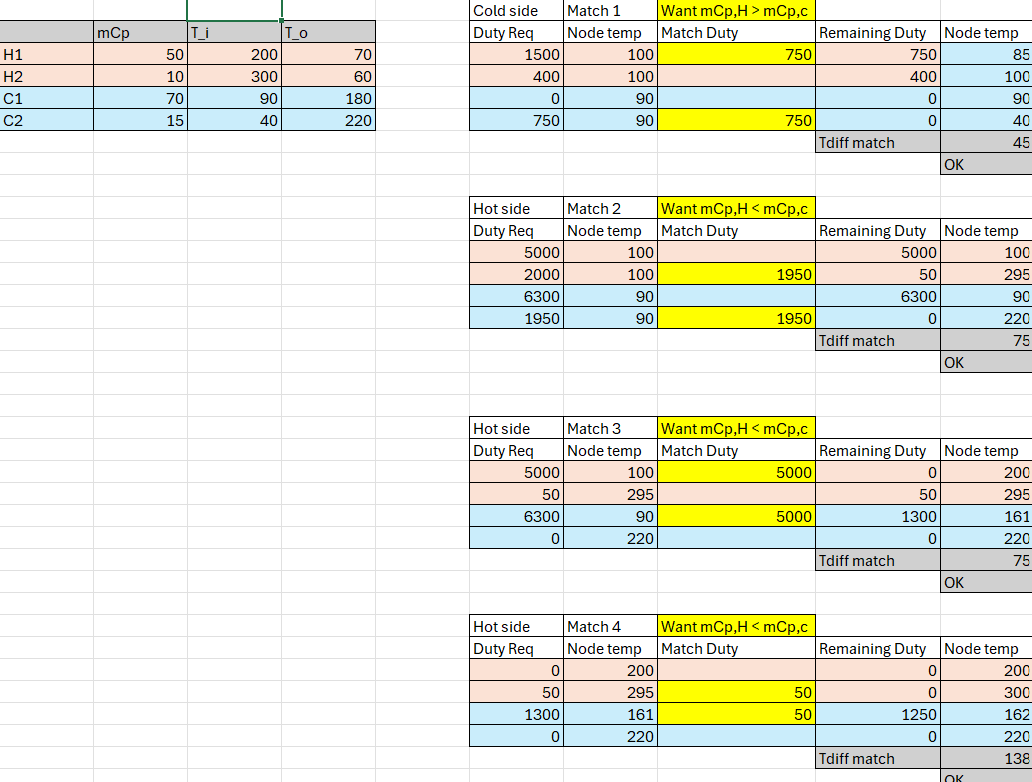 Cold side Match 1 Want mCp,H > mCp,c
mCp T_i T_o Duty Req Node temp Match Duty Remaining Duty Node temp
H1 50 200 70 1500 100 750 750 85
H2 10 300 60 400 100 400 100
C1 70 90 180 0 90 0 90
C2 15 40 220 750 90 750 0 40
Tdiff match 45
OK
Hot side Match 2 Want mCp,H < mCp,c
Duty Req Node temp Match Duty Remaining Duty Node temp
5000 100 5000 100
2000 100 1950 50 295
6300 90 6300 90
1950 90 1950 0 220
Tdiff match 75
OK
Hot side Match 3 Want mCp,H < mCp,c
Duty Req Node temp Match Duty Remaining Duty Node temp
5000 100 5000 0 200
50 295 50 295
6300 90 5000 1300 161
0 220 0 220
Tdiff match 75
OK
Hot side Match 4 Want mCp,H < mCp,c
Duty Req Node temp Match Duty Remaining Duty Node temp
0 200 0 200
50 295 50 0 300
1300 161 50 1250 162
0 220 0 220
Tdiff match 138
OK